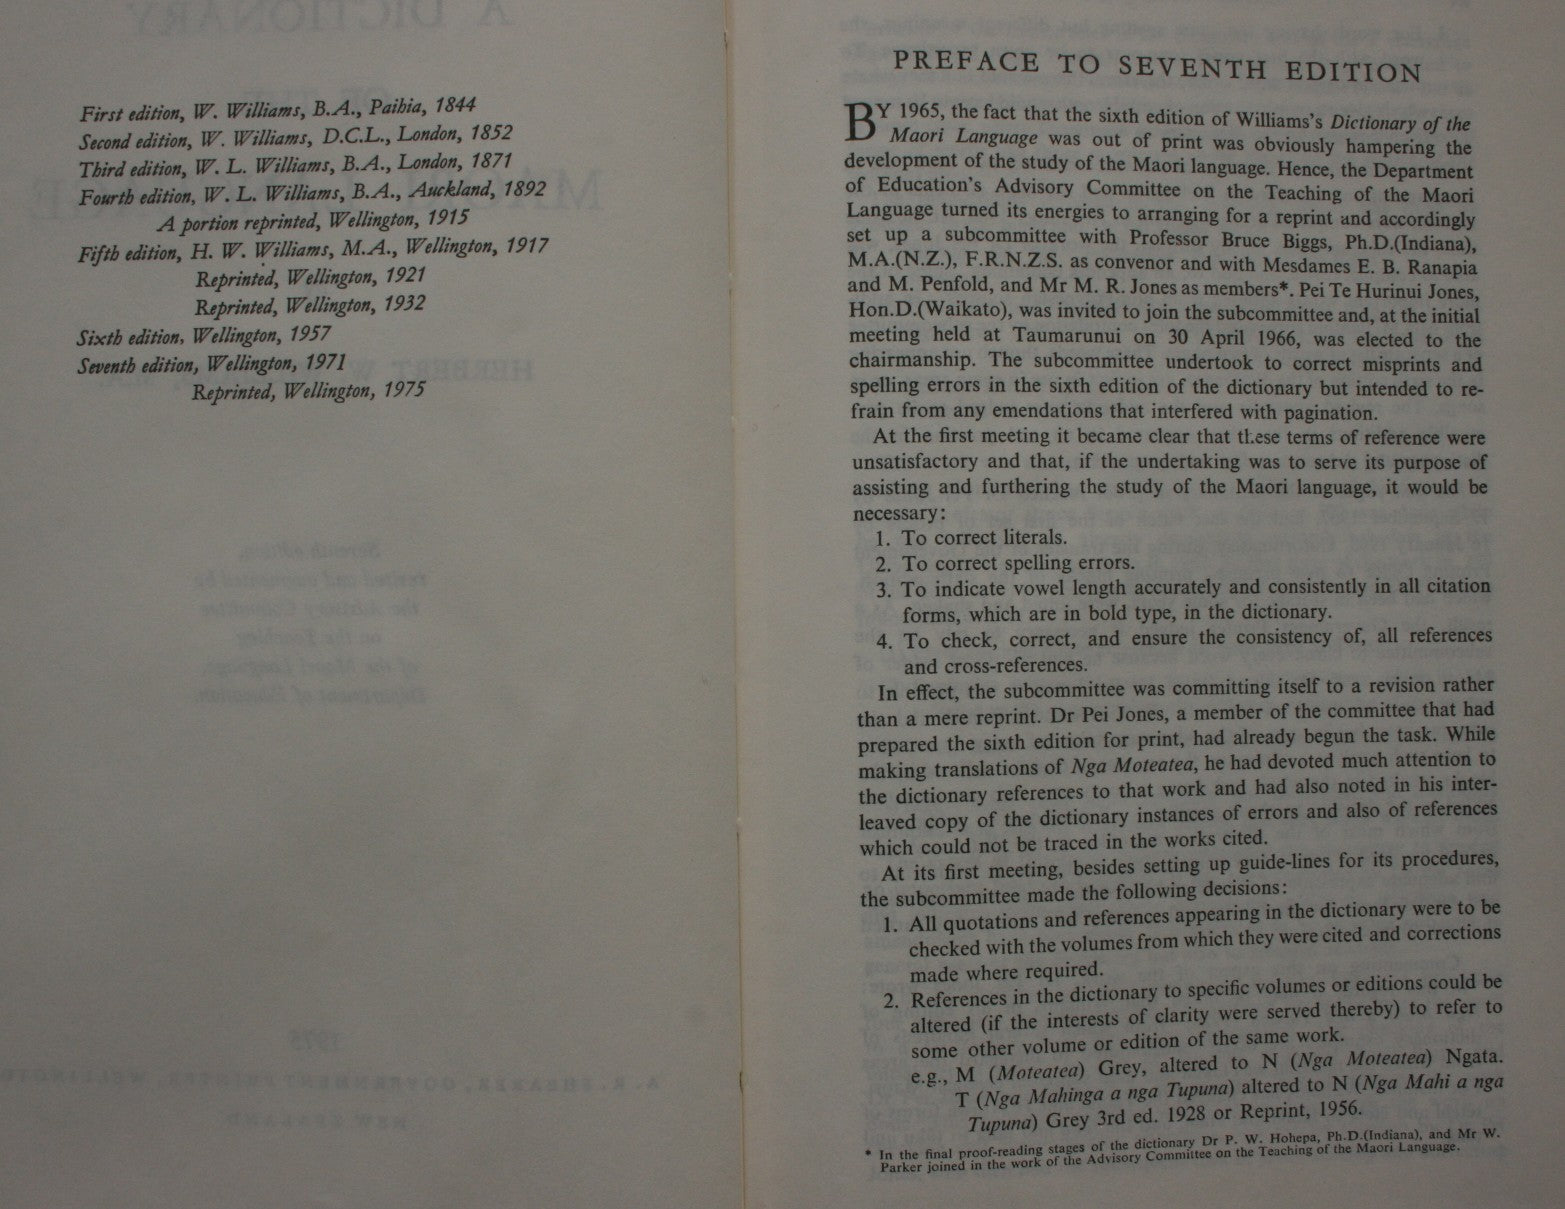 First edition, W. Williams, B.A., Paihia, 1844
Second edition, W. Williams, D.C.L., London, 1852
Third edition, W. L. Williams, B.A., London, 1871
Fourth edition, W. L. Williams, B.A., Auckland, 1892
A portion reprinted, Wellington, 1915
Fifth edition, H. W. Williams, M.A., Wellington, 1917
Reprinted, Wellington, 1921
Reprinted, Wellington, 1932
Sixth edition, Wellington, 1957
Seventh edition, Wellington, 1971
Reprinted, Wellington, 1975
PREFACE TO SEVENTH EDITION
BY 1965, the fact that the sixth edition of Williams's Dictionary of the
Maori Language was out of print was obviously hampering the
development of the study of the Maori language. Hence, the Department
of Education's Advisory Committee on the Teaching of the Maori
Language turned its energies to arranging for a reprint and accordingly
set up a subcommittee with Professor Bruce Biggs, Ph.D.(Indiana),
M.A.(N.Z.), F.R.N.Z.S. as convenor and with Mesdames E. B. Ranapia
and M. Penfold, and Mr M. R. Jones as members*. Pei Te Hurinui Jones,
Hon.D.(Waikato), was invited to join the subcommittee and, at the initial
meeting held at Taumarunui on 30 April 1966, was elected to the
chairmanship. The subcommittee undertook to correct misprints and
spelling errors in the sixth edition of the dictionary but intended to re-
frain from any emendations that interfered with pagination.
At the first meeting it became clear that these terms of reference were
unsatisfactory and that, if the undertaking was to serve its purpose of
assisting and furthering the study of the Maori language, it would be
necessary:
1. To correct literals.
2. To correct spelling errors.
3. To indicate vowel length accurately and consistently in all citation
forms, which are in bold type, in the dictionary.
4. To check, correct, and ensure the consistency of, all references
and cross-references.
In effect, the subcommittee was committing itself to a revision rather
than a mere reprint. Dr Pei Jones, a member of the committee that had
prepared the sixth edition for print, had already begun the task. While
making translations of Nga Moteatea, he had devoted much attention to
the dictionary references to that work and had also noted in his inter-
leaved copy of the dictionary instances of errors and also of references
which could not be traced in the works cited.
At its first meeting, besides setting up guide-lines for its procedures,
the subcommittee made the following decisions:
1. All quotations and references appearing in the dictionary were to be
checked with the volumes from which they were cited and corrections
made where required.
2. References in the dictionary to specific volumes or editions could be
altered (if the interests of clarity were served thereby) to refer to
some other volume or edition of the same work.
e.g., M (Moteatea) Grey, altered to N (Nga Moteatea) Ngata.
T (Nga Mahinga a nga Tupuna) altered to N (Nga Mahi a nga
Tupuna) Grey 3rd ed. 1928 or Reprint, 1956.
* In the final proof-reading stages of the dictionary Dr P. W. Hohepa, Ph.D.(Indiana), and Mr W.
Parker joined in the work of the Advisory Committee on the Teaching of the Maori Language.